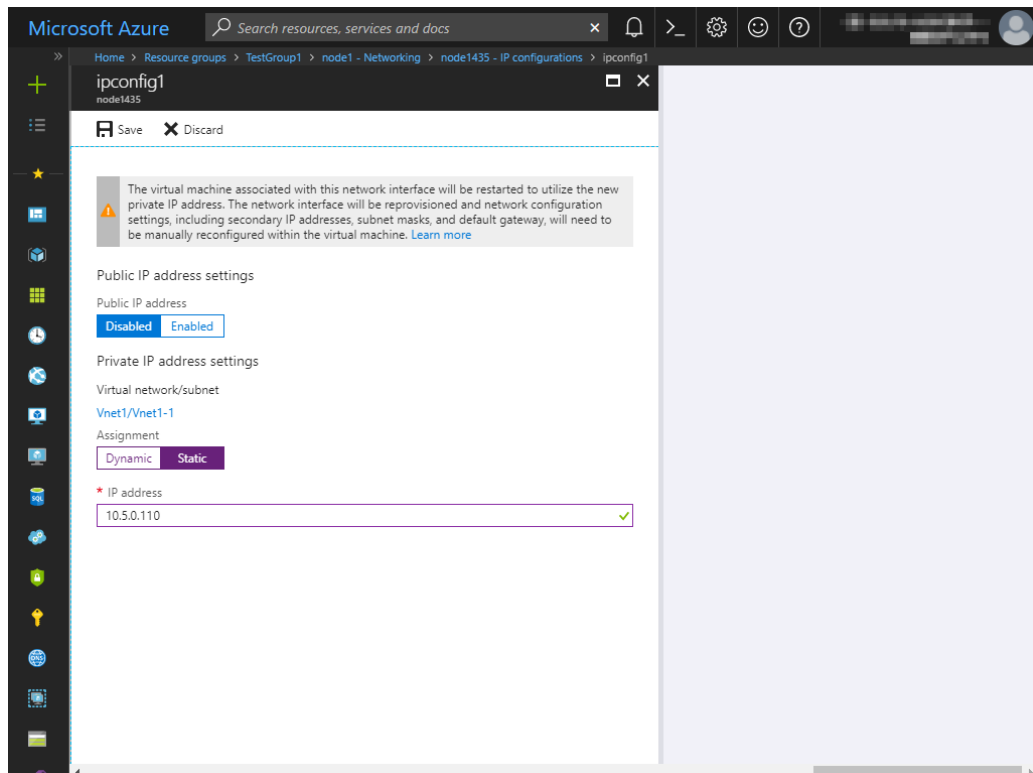 Microsoft Azure
Search resources, services and docs
Home > Resource groups > TestGroup1 > node1 - Networking > node1435 - IP configurations > ipconfig1
ipconfig1
node1435
Save
Discard
The virtual machine associated with this network interface will be restarted to utilize the new
private IP address. The network interface will be reprovisioned and network configuration
settings, including secondary IP addresses, subnet masks, and default gateway, will need to
be manually reconfigured within the virtual machine. Learn more
Public IP address settings
Public IP address
Disabled Enabled
Private IP address settings
Virtual network/subnet
Vnet1/Vnet1-1
Assignment
Dynamic Static
* IP address
10.5.0.110
SQL
DNS